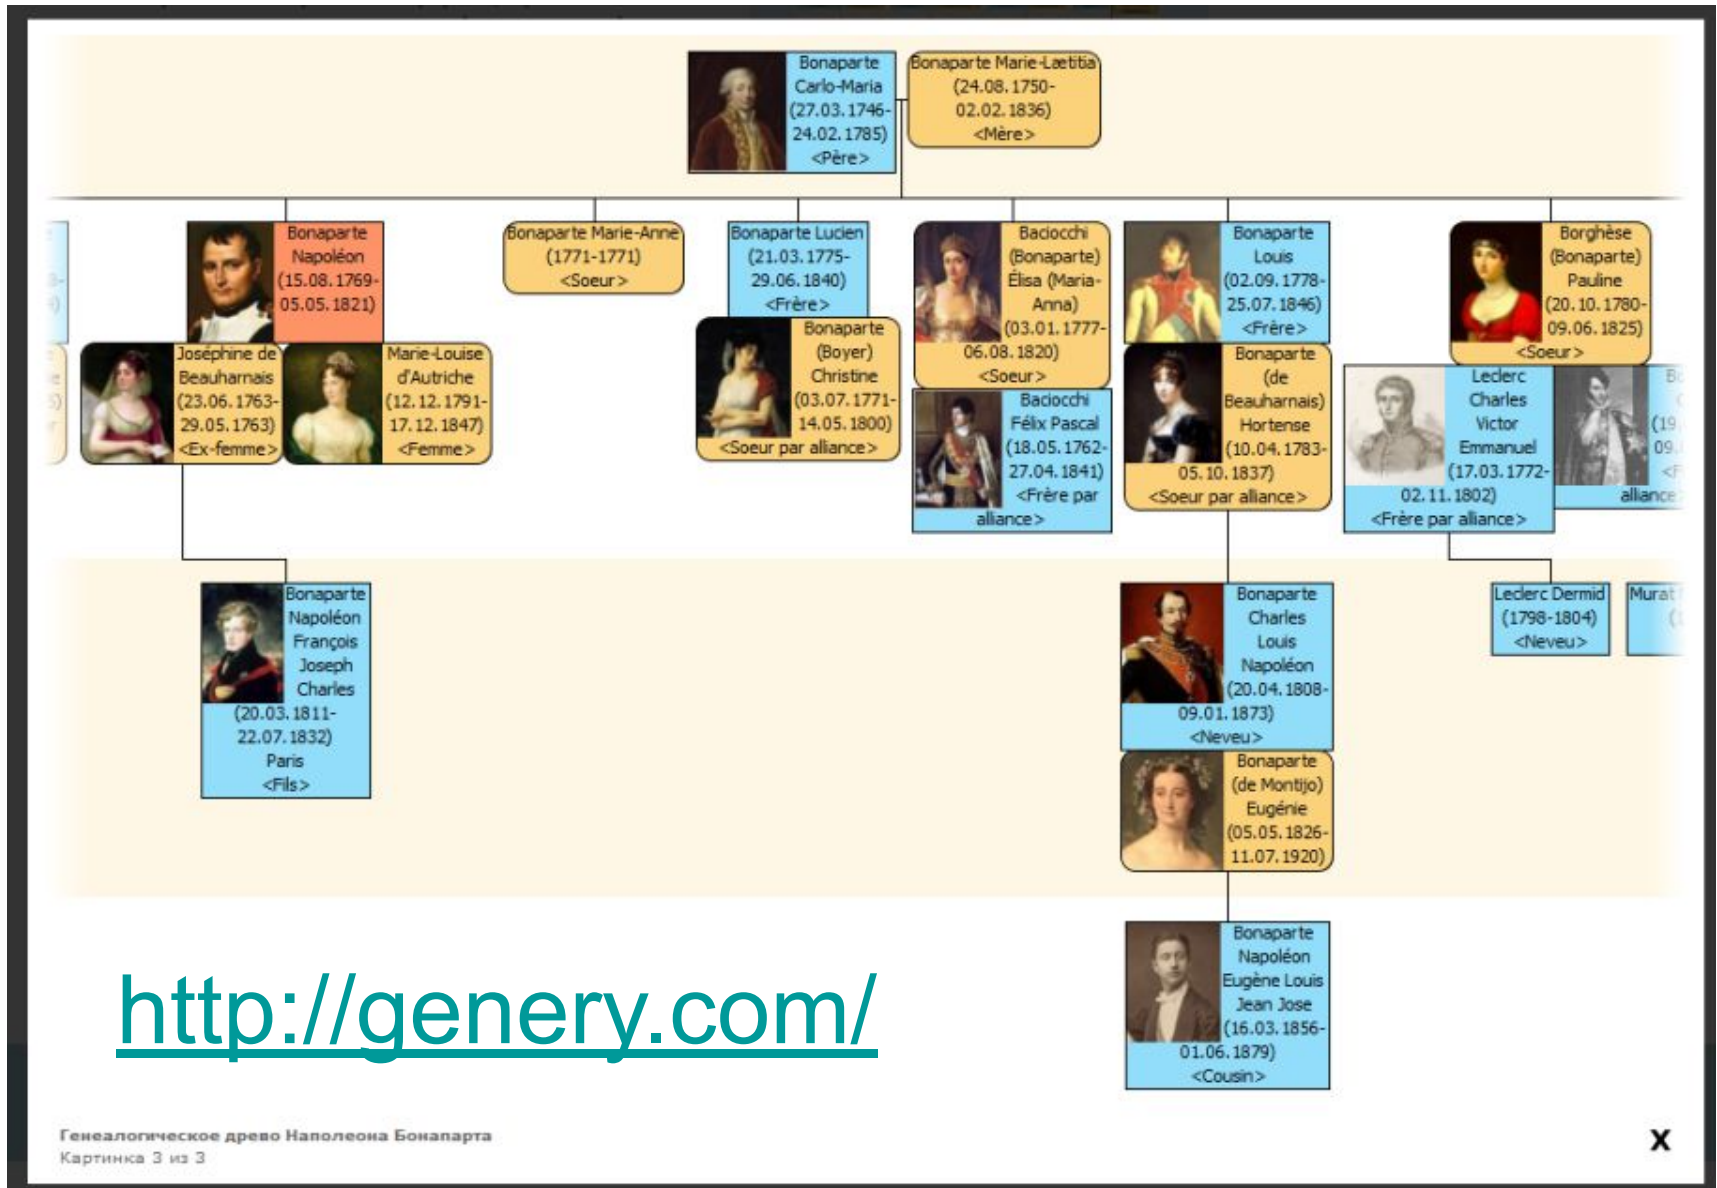 Bonaparte
Carlo-Maria
(27.03.1746-
24.02.1785)
<Père>
Bonaparte Marie-Lætitia
(24.08.1750-
02.02.1836)
<Mère>
Bonaparte
Napoléon
(15.08.1769-
05.05.1821)
Joséphine de
Beauharnais
(23.06.1763-
29.05.1763)
<Ex-femme>
Marie-Louise
d'Autriche
(12.12.1791-
17.12.1847)
<Femme>
Bonaparte Marie-Anne
(1771-1771)
<Soeur>
Bonaparte Lucien
(21.03.1775-
29.06.1840)
<Frère>
Bonaparte
(Boyer)
Christine
(03.07.1771-
14.05.1800)
<Soeur par alliance>
Baciocchi
(Bonaparte)
Élisa (Maria-
Anna)
(03.01.1777-
06.08.1820)
<Soeur>
Baciocchi
Félix Pascal
(18.05.1762-
27.04.1841)
<Frère par
alliance>
Bonaparte
Louis
(02.09.1778-
25.07.1846)
<Frère>
Bonaparte
(de
Beauharnais)
Hortense
(10.04.1783-
05.10.1837)
<Soeur par alliance>
Borghèse
(Bonaparte)
Pauline
(20.10.1780-
09.06.1825)
<Soeur>
Leclerc
Charles
Victor
Emmanuel
(17.03.1772-
02.11.1802)
<Frère par alliance>
(19.
09.
alliance>
Bonaparte
Napoléon
François
Joseph
Charles
(20.03.1811-
22.07.1832)
Paris
<Fils>
Bonaparte
Charles
Louis
Napoléon
(20.04.1808-
09.01.1873)
<Neveu>
Bonaparte
(de Montijo)
Eugénie
(05.05.1826-
11.07.1920)
Leclerc Dermid
(1798-1804)
<Neveu>
Murat
Bonaparte
Napoléon
Eugène Louis
Jean Jose
(16.03.1856-
01.06.1879)
<Cousin>
http://genery.com/
Генеалогическое древо Наполеона Бонапарта
Картинка 3 из 3
X